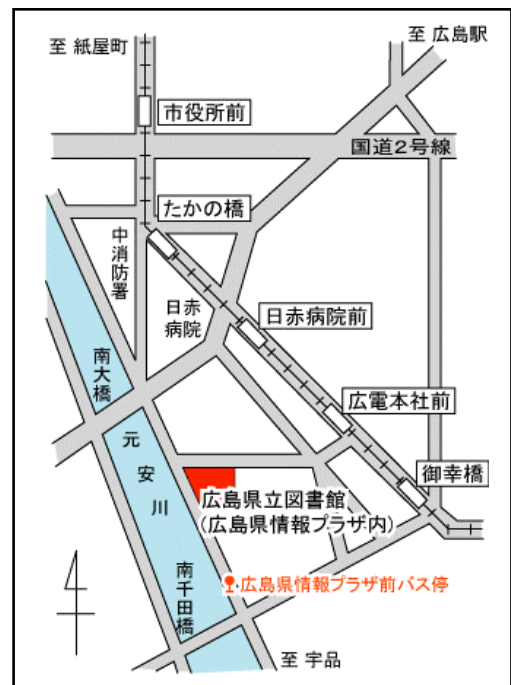 至 紙屋町
至 広島駅
市役所前
国道2号線
たかの橋
中消防署
日赤
病院
日赤病院前
南大橋
広電本社前
元安川
御幸橋
広島県立図書館
(広島県情報プラザ内)
南千田橋
広島県情報プラザ前バス停
至 宇品